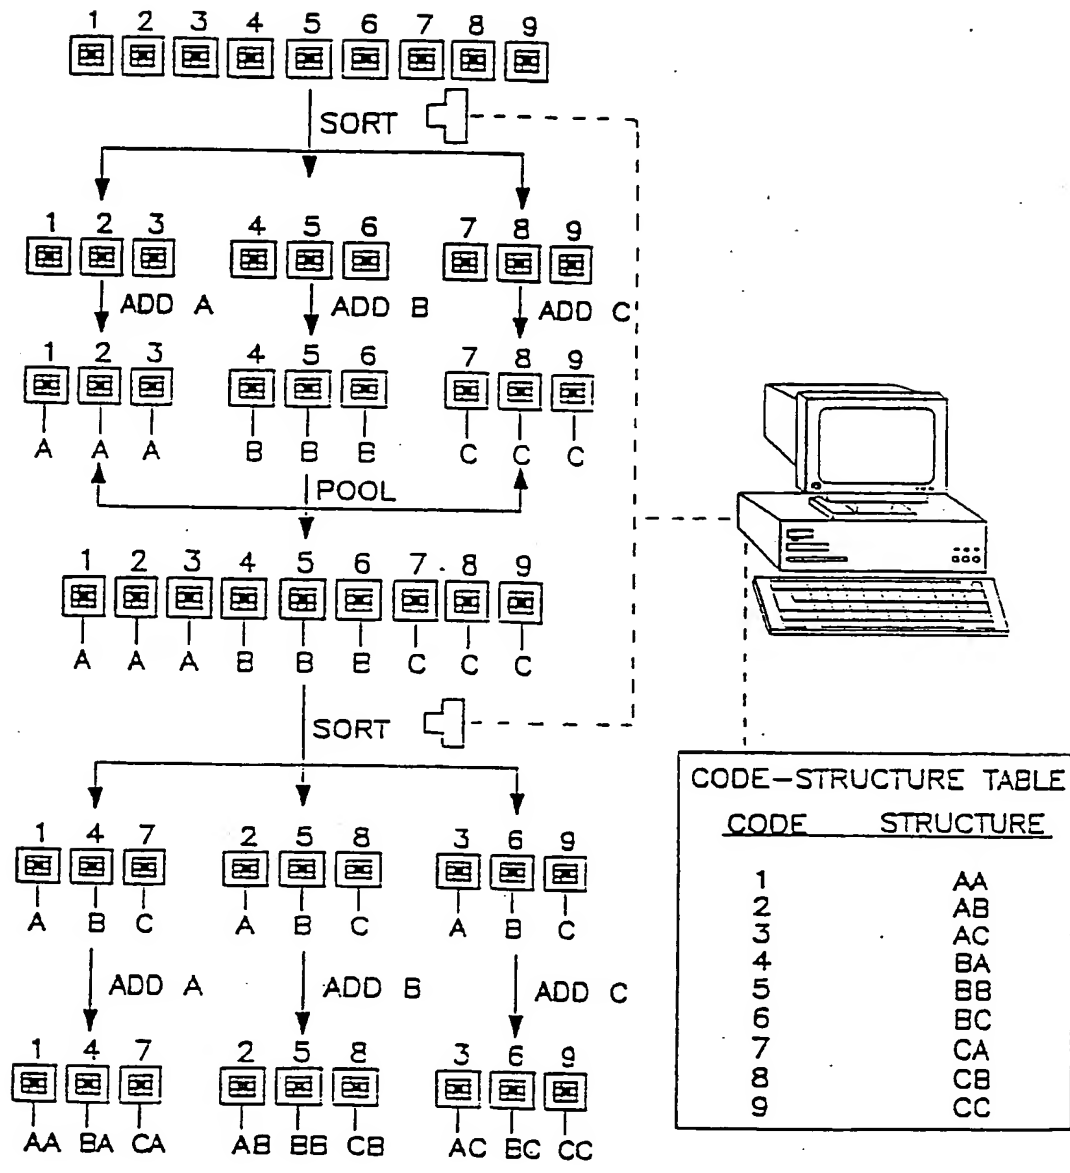 1 2 3 4 5 6 7 8 9
SORT
1 2 3 4 5 6 7 8 9
ADD A ADD B ADD C
1 2 3 4 5 6 7 8 9
A A A B B B C C C
POOL
1 2 3 4 5 6 7 8 9
A A A B B B C C C
SORT
1 4 7 2 5 8 3 6 9
A B C A B C A B C
ADD A ADD B ADD C
1 4 7 2 5 8 3 6 9
AA BA CA AB BB CB AC BC CC
CODE-STRUCTURE TABLE
CODE STRUCTURE
1 AA
2 AB
3 AC
4 BA
5 BB
6 BC
7 CA
8 CB
9 CC